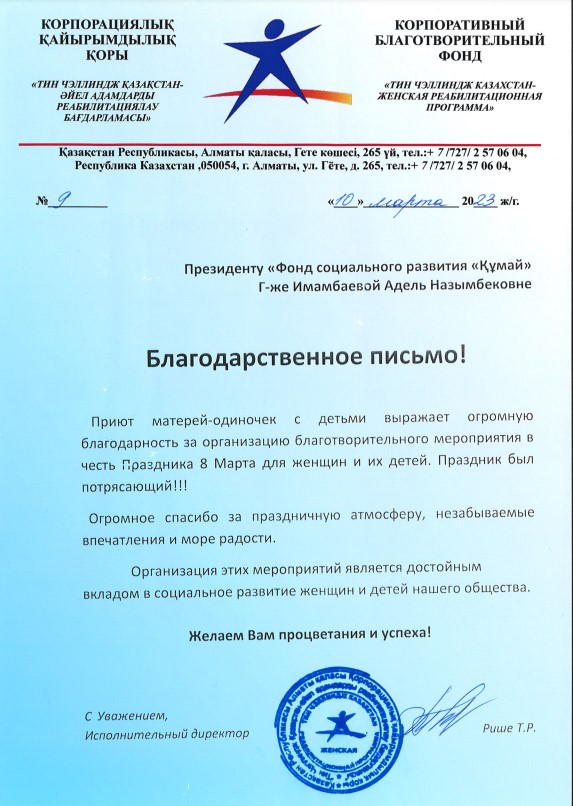 КОРПОРАЦИЯЛЫҚ
ҚАЙЫРЫМДЫЛЫҚ
ҚОРЫ
«ТИН ЧЭЛЛИНДЖ ҚАЗАҚСТАН-
ӘЙЕЛ АДАМДАРДЫ
РЕАБИЛИТАЦИЯЛАУ
БАҒДАРЛАМАСЫ»
КОРПОРАТИВНЫЙ
БЛАГОТВОРИТЕЛЬНЫЙ
ФОНД
«ТИН ЧЭЛЛИНДЖ КАЗАХСТАН-
ЖЕНСКАЯ РЕАБИЛИТАЦИОННАЯ
ПРОГРАММА»
Қазақстан Республикасы, Алматы қаласы, Гете көшесі, 265 үй, тел.:+ 7 /727/ 2 57 06 04,
Республика Казахстан ,050054, г. Алматы, ул. Гёте, д. 265, тел.:+ 7 /727/ 2 57 06 04,
№ 9 «10» марта 2023 ж/г.
Президенту «Фонд социального развития «Құмай»
Г-же Имамбаевой Адель Назымбековне
Благодарственное письмо!
Приют матерей-одиночек с детьми выражает огромную
благодарность за организацию благотворительного мероприятия в
честь Праздника 8 Марта для женщин и их детей. Праздник был
потрясающий!!!
Огромное спасибо за праздничную атмосферу, незабываемые
впечатления и море радости.
Организация этих мероприятий является достойным
вкладом в социальное развитие женщин и детей нашего общества.
Желаем Вам процветания и успеха!
С Уважением,
Исполнительный директор
Рише Т.Р.
ЖЕНСКАЯ